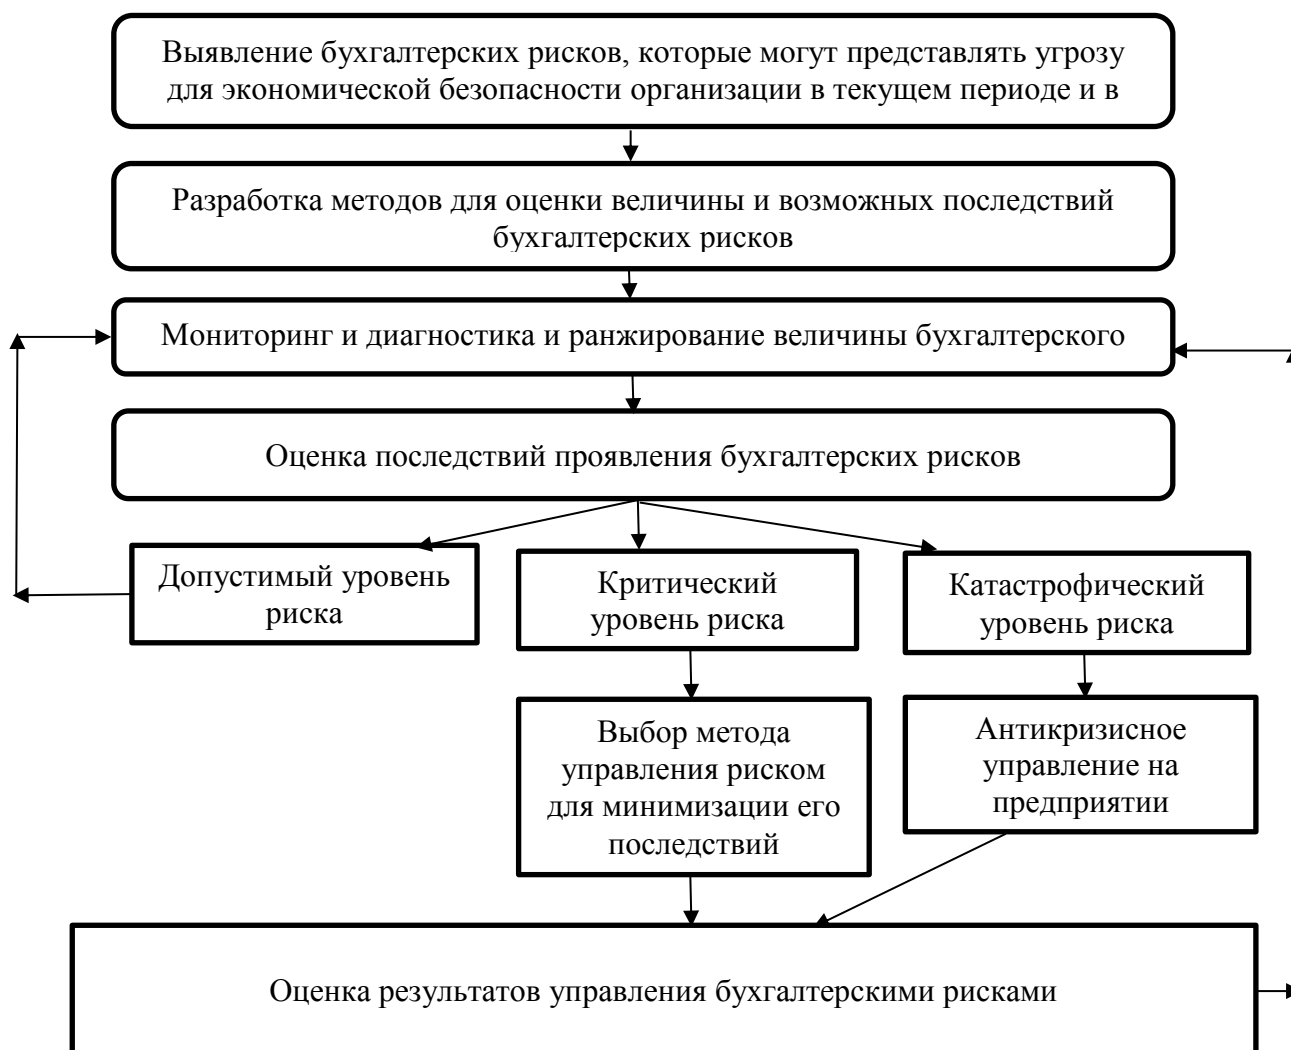 Выявление бухгалтерских рисков, которые могут представлять угрозу
для экономической безопасности организации в текущем периоде и в
Разработка методов для оценки величины и возможных последствий
бухгалтерских рисков
Мониторинг и диагностика и ранжирование величины бухгалтерского
Оценка последствий проявления бухгалтерских рисков
Допустимый уровень
риска
Критический
уровень риска
Катастрофический
уровень риска
Выбор метода
управления риском
для минимизации его
последствий
Антикризисное
управление на
предприятии
Оценка результатов управления бухгалтерскими рисками